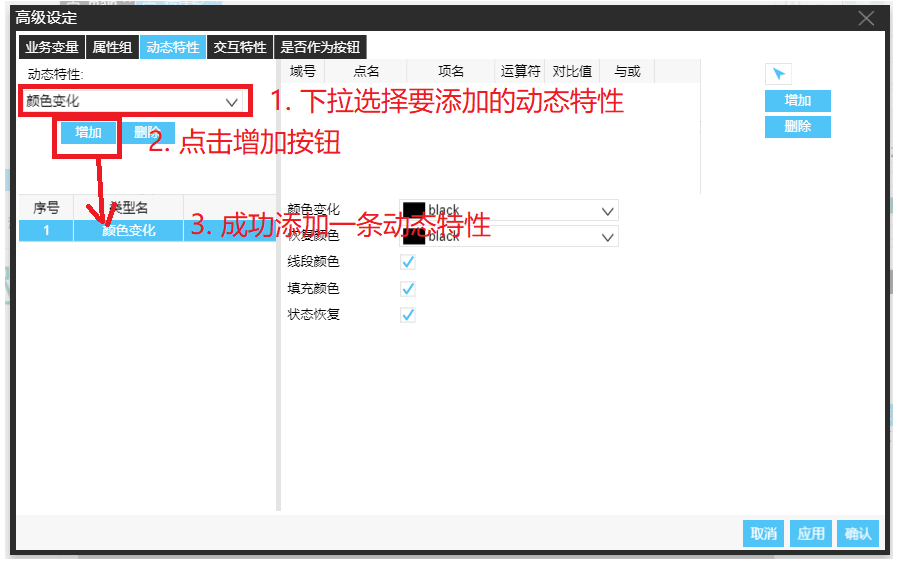 高级设定
业务变量 属性组 动态特性 交互特性 是否作为按钮
动态特性:
域号 点名 项名 运算符 对比值 与或
颜色变化
1. 下拉选择要添加的动态特性
增加
增加 删除
2. 点击增加按钮
删除
序号 类型名
1 颜色变化
3. 成功添加一条动态特性
颜色变化 black
恢复颜色 black
线段颜色
填充颜色
状态恢复
取消 应用 确认